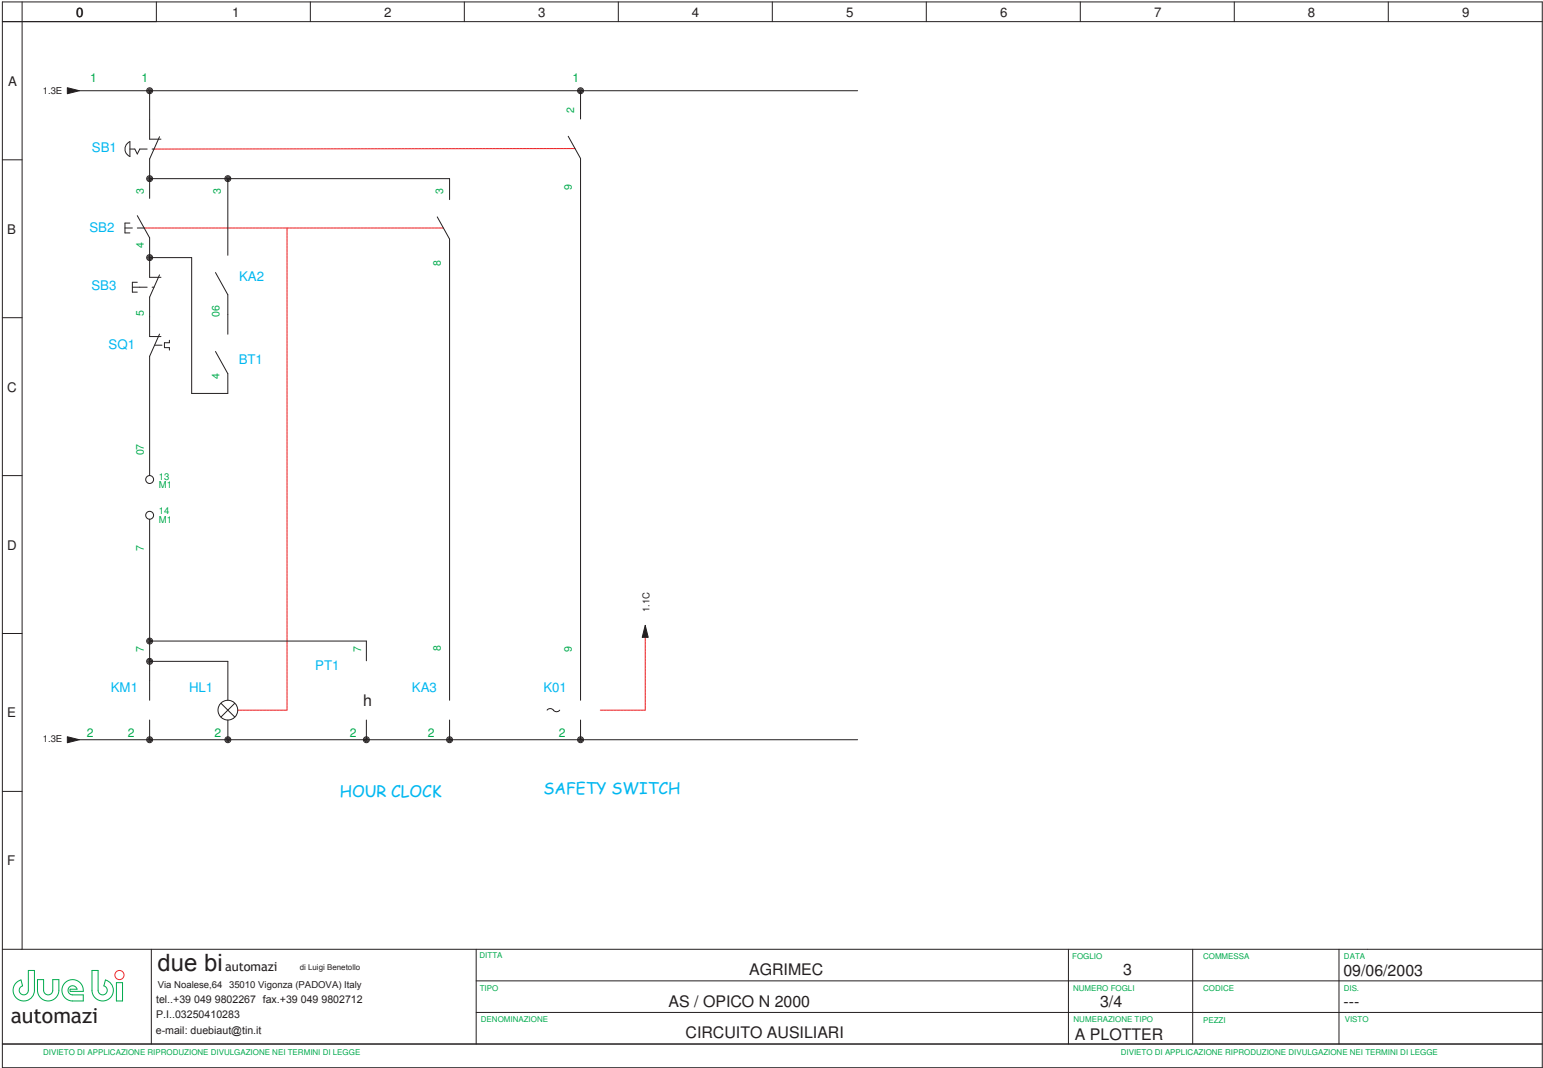 0 1 2 3 4 5 6 7 8 9
A
1 1 1
1.3E
2
SB1
3 3 3 9
B
SB2
4
8
KA2
SB3
5 06
SQ1
BT1
4
C
07
13
M1
14
M1
D
7
1.1C
7 7 8 9
PT1
KM1 HL1 KA3 K01
h
~
E
1.3E 2 2 2 2 2 2
HOUR CLOCK SAFETY SWITCH
F
due bi
automazi
due bi automazi di Luigi Benetollo
Via Noalese,64 35010 Vigonza (PADOVA) Italy
tel..+39 049 9802267 fax.+39 049 9802712
P.I..03250410283
e-mail: duebiaut@tin.it
DITTA
AGRIMEC
TIPO
AS / OPICO N 2000
DENOMINAZIONE
CIRCUITO AUSILIARI
FOGLIO
3
COMMESSA
DATA
09/06/2003
NUMERO FOGLI
3/4
CODICE
DIS.
---
NUMERAZIONE TIPO
A PLOTTER
PEZZI
VISTO
DIVIETO DI APPLICAZIONE RIPRODUZIONE DIVULGAZIONE NEI TERMINI DI LEGGE
DIVIETO DI APPLICAZIONE RIPRODUZIONE DIVULGAZIONE NEI TERMINI DI LEGGE